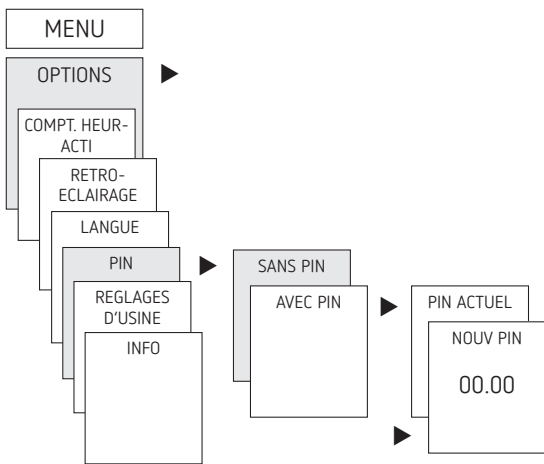 MENU
OPTIONS
COMPT. HEUR-
ACTI
RETRO-
ECLAIRAGE
LANGUE
PIN
REGLAGES
D'USINE
INFO
SANS PIN
AVEC PIN
PIN ACTUEL
NOUV PIN
00.00